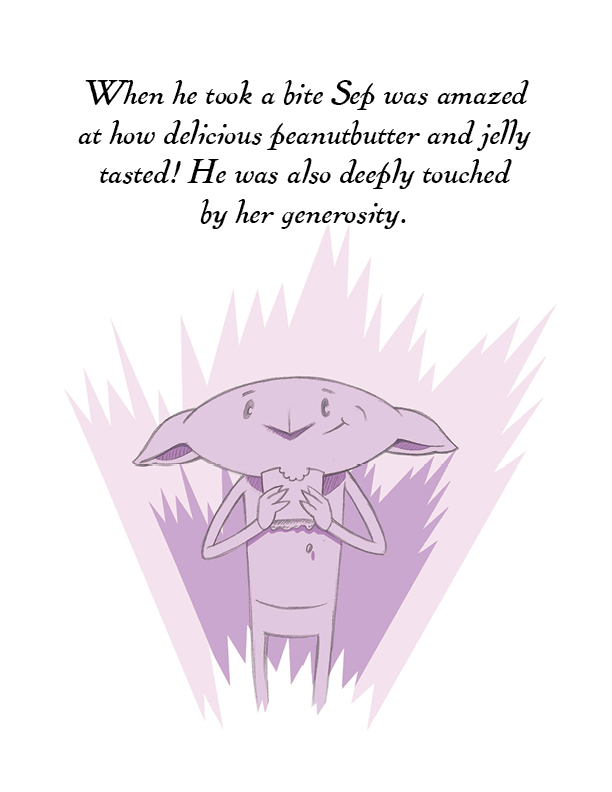 When he took a bite Sep was amazed
at how delicious peanutbutter and jelly
tasted! He was also deeply touched
by her generosity.